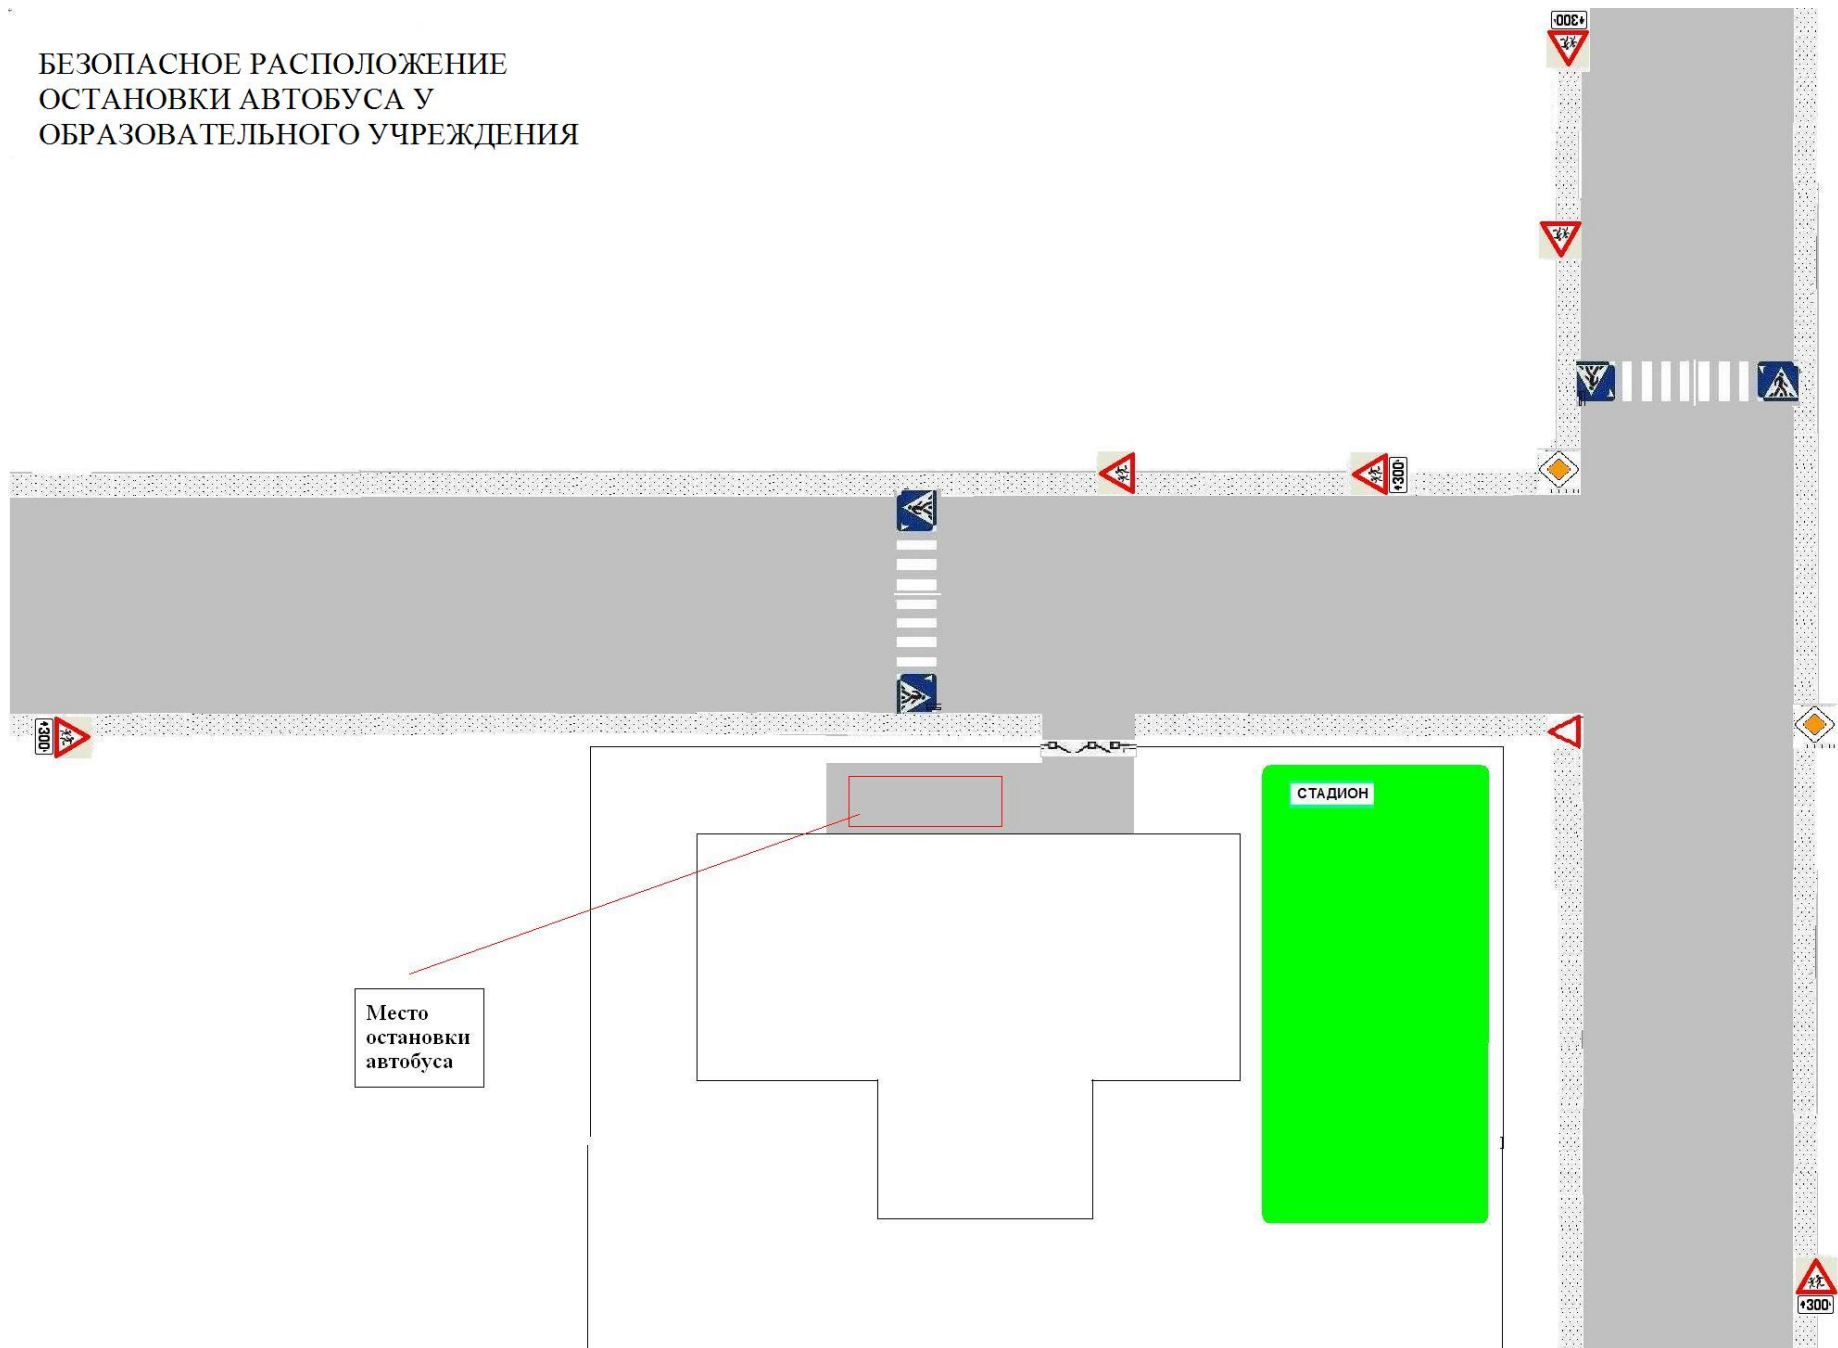 БЕЗОПАСНОЕ РАСПОЛОЖЕНИЕ
ОСТАНОВКИ АВТОБУСА У
ОБРАЗОВАТЕЛЬНОГО УЧРЕЖДЕНИЯ
300
300
300
СТАДИОН
Место
остановки
автобуса
300